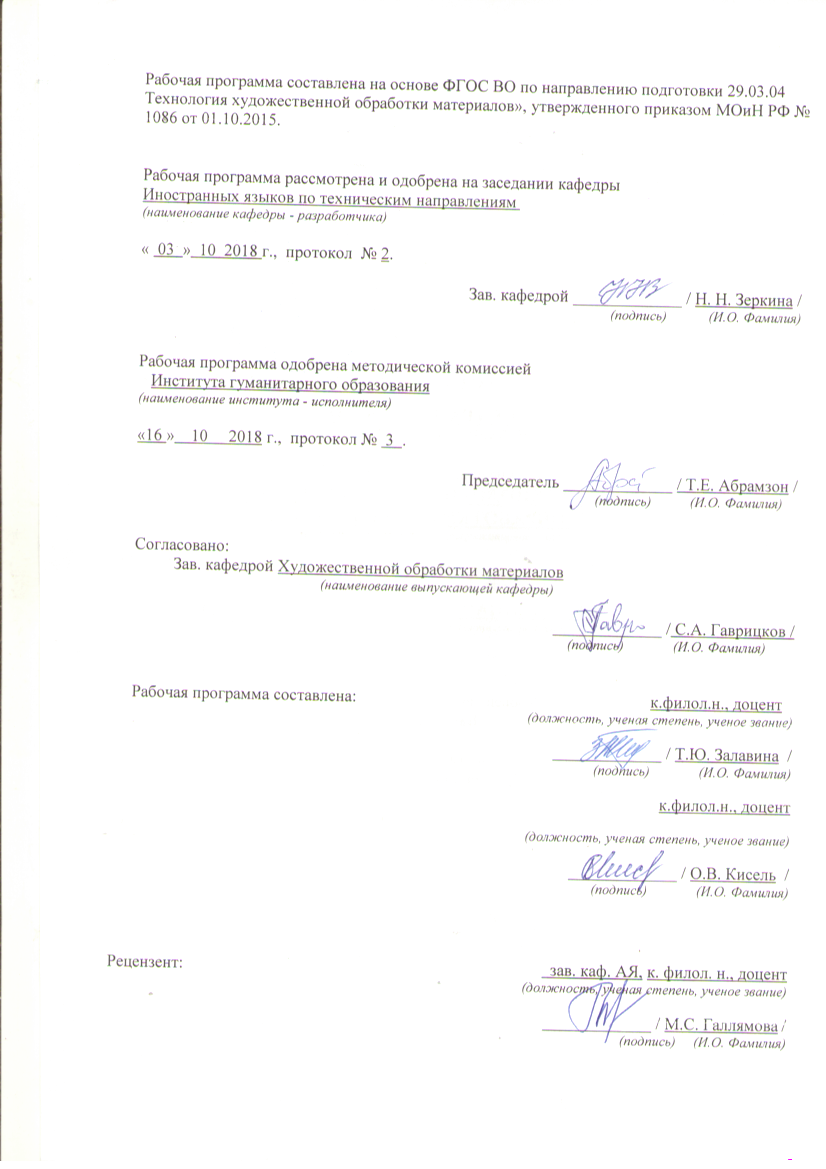 Рабочая программа составлена на основе ФГОС ВО по направлению подготовки 29.03.04
Технология художественной обработки материалов», утвержденного приказом МОиН РФ №
1086 от 01.10.2015.
Рабочая программа рассмотрена и одобрена на заседании кафедры
Иностранных языков по техническим направлениям
(наименование кафедры - разработчика)
« 03 » 10 2018 г., протокол № 2.
Зав. кафедрой ____________ / Н. Н. Зеркина /
(подпись) (И.О. Фамилия)
Рабочая программа одобрена методической комиссией
Института гуманитарного образования
(наименование института - исполнителя)
«16 » 10 2018 г., протокол № 3 .
Председатель ____________ / Т.Е. Абрамзон /
(подпись) (И.О. Фамилия)
Согласовано:
Зав. кафедрой Художественной обработки материалов
(наименование выпускающей кафедры)
____________ / С.А. Гаврицков /
(подпись) (И.О. Фамилия)
Рабочая программа составлена: к.филол.н., доцент
(должность, ученая степень, ученое звание)
____________ / Т.Ю. Залавина /
(подпись) (И.О. Фамилия)
к.филол.н., доцент
(должность, ученая степень, ученое звание)
____________ / О.В. Кисель /
(подпись) (И.О. Фамилия)
Рецензент: зав. каф. АЯ, к. филол. н., доцент
(должность, ученая степень, ученое звание)
____________ / М.С. Галлямова /
(подпись) (И.О. Фамилия)